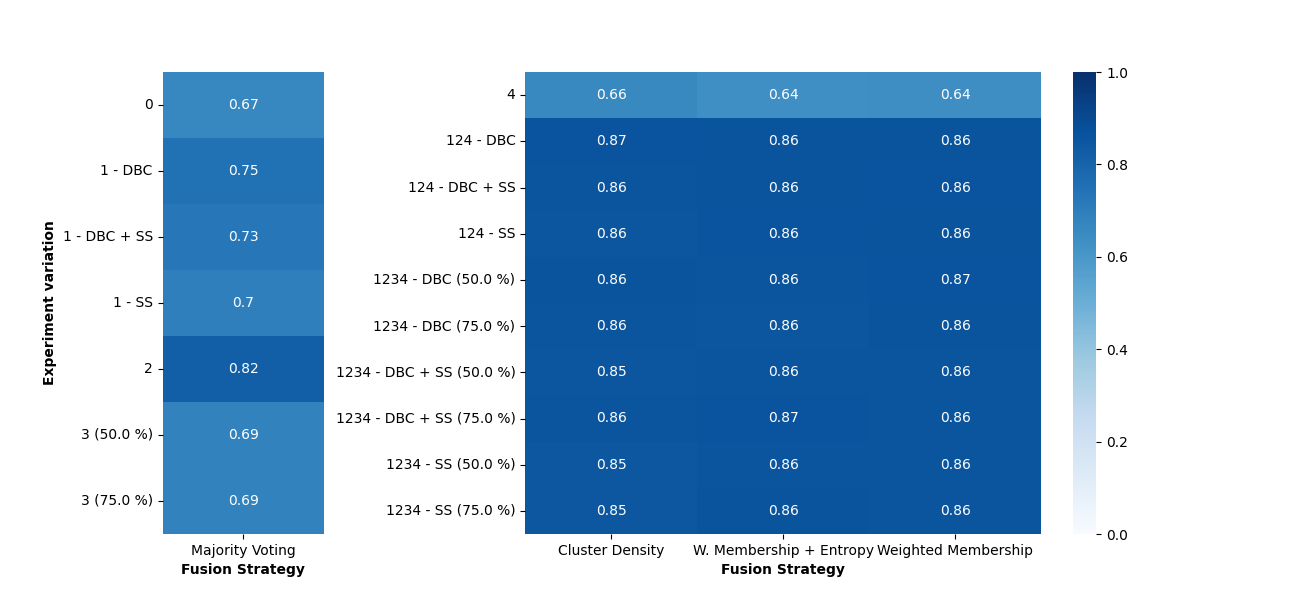 Experiment variation
0 0.67
1 - DBC 0.75
1 - DBC + SS 0.73
1 - SS 0.7
2 0.82
3 (50.0 %) 0.69
3 (75.0 %) 0.69
Majority Voting
Fusion Strategy
4 0.66 0.64 0.64
124 - DBC 0.87 0.86 0.86
124 - DBC + SS 0.86 0.86 0.86
124 - SS 0.86 0.86 0.86
1234 - DBC (50.0 %) 0.86 0.86 0.87
1234 - DBC (75.0 %) 0.86 0.86 0.86
1234 - DBC + SS (50.0 %) 0.85 0.86 0.86
1234 - DBC + SS (75.0 %) 0.86 0.87 0.86
1234 - SS (50.0 %) 0.85 0.86 0.86
1234 - SS (75.0 %) 0.85 0.86 0.86
Cluster Density W. Membership + Entropy Weighted Membership
Fusion Strategy
1.0
0.8
0.6
0.4
0.2
0.0